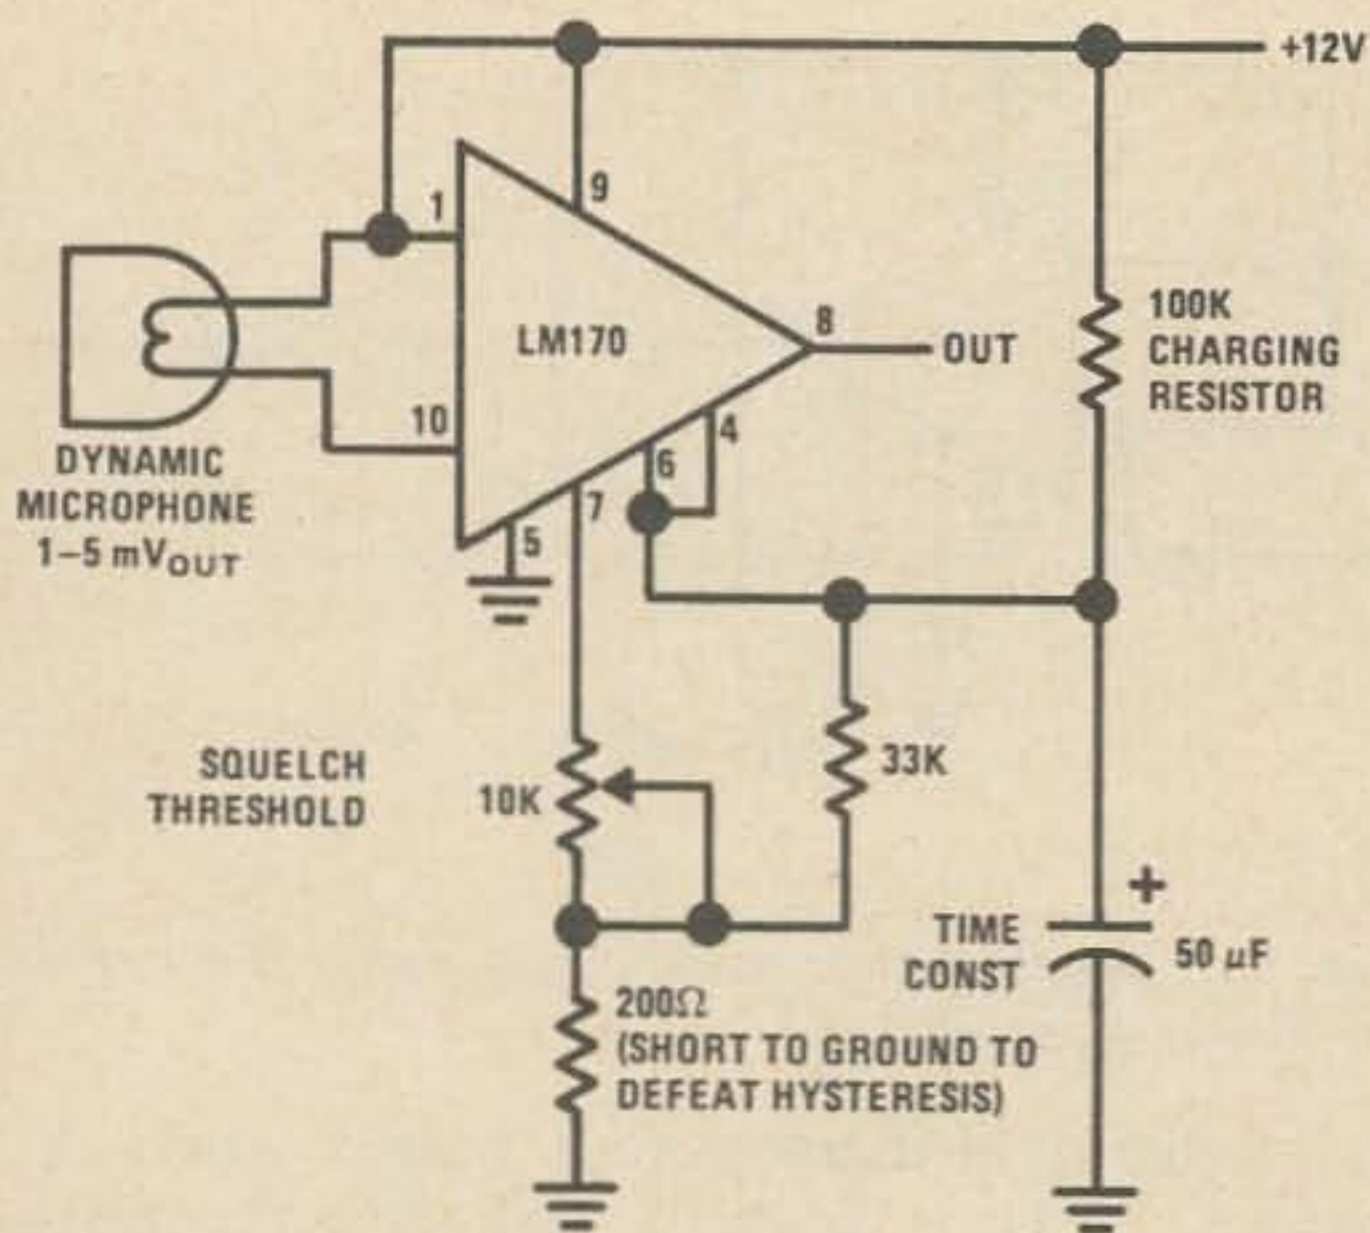 +12V
9
1
LM170
8
OUT
100K
CHARGING
RESISTOR
10
4
6
7
5
DYNAMIC
MICROPHONE
1–5 mVOUT
SQUELCH
THRESHOLD
10K
33K
+
TIME
CONST
50 µF
200Ω
(SHORT TO GROUND TO
DEFEAT HYSTERESIS)